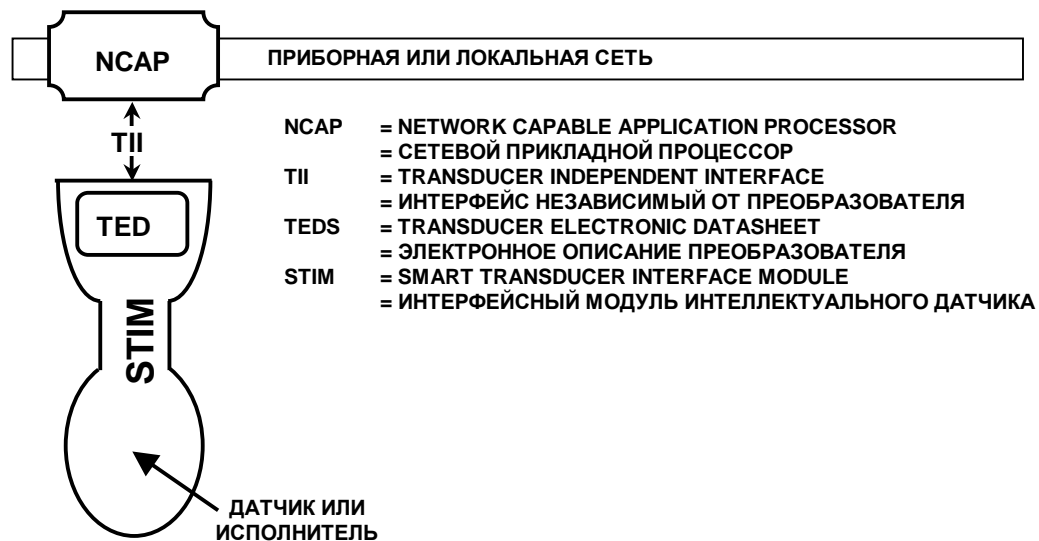 NCAP
ПРИБОРНАЯ ИЛИ ЛОКАЛЬНАЯ СЕТЬ
TII
NCAP = NETWORK CAPABLE APPLICATION PROCESSOR
= СЕТЕВОЙ ПРИКЛАДНОЙ ПРОЦЕССОР
TII = TRANSDUCER INDEPENDENT INTERFACE
= ИНТЕРФЕЙС НЕЗАВИСИМЫЙ ОТ ПРЕОБРАЗОВАТЕЛЯ
TEDS = TRANSDUCER ELECTRONIC DATASHEET
= ЭЛЕКТРОННОЕ ОПИСАНИЕ ПРЕОБРАЗОВАТЕЛЯ
STIM = SMART TRANSDUCER INTERFACE MODULE
= ИНТЕРФЕЙСНЫЙ МОДУЛЬ ИНТЕЛЛЕКТУАЛЬНОГО ДАТЧИКА
TED
STIM
ДАТЧИК ИЛИ
ИСПОЛНИТЕЛЬ